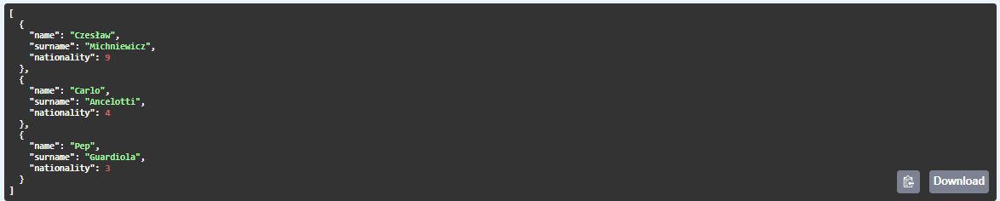 [
  {
    "name": "Czesław",
    "surname": "Michniewicz",
    "nationality": 9
  },
  {
    "name": "Carlo",
    "surname": "Ancelotti",
    "nationality": 4
  },
  {
    "name": "Pep",
    "surname": "Guardiola",
    "nationality": 3
  }
]
Download